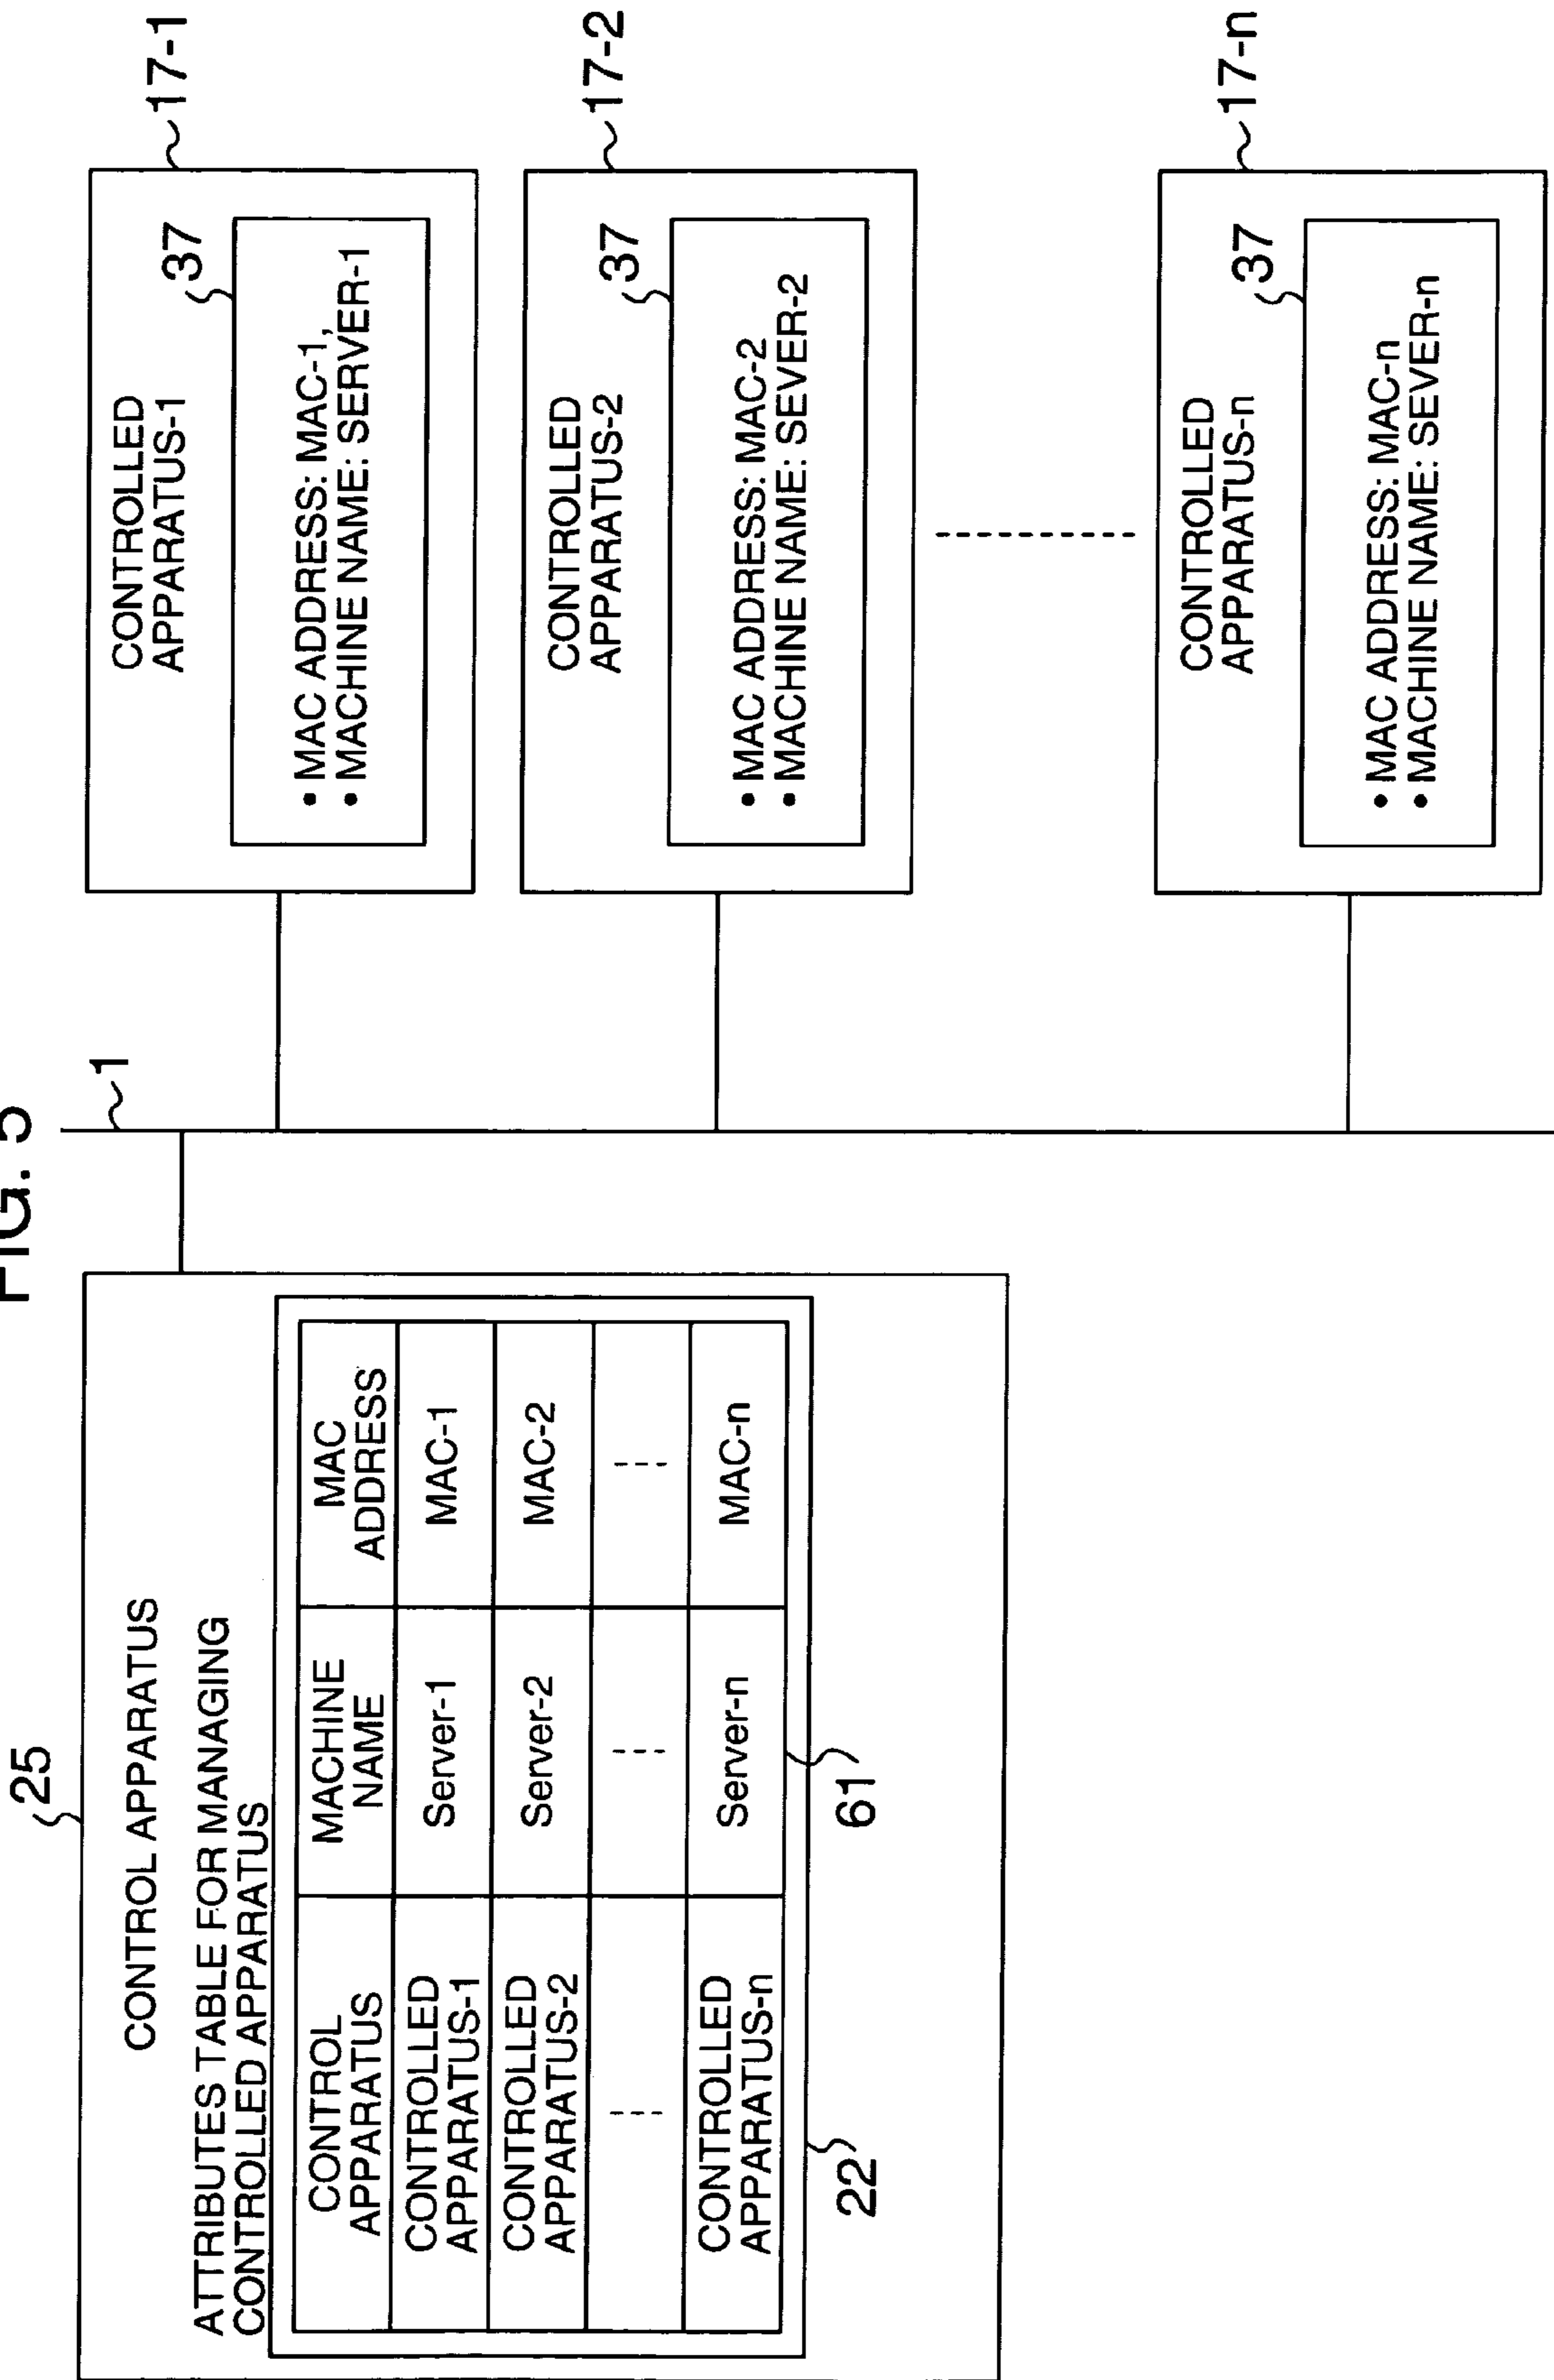 FIG. 5
25
CONTROL APPARATUS
ATTRIBUTES TABLE FOR MANAGING
CONTROLLED APPARATUS
CONTROL
APPARATUS
MACHINE
NAME
MAC
ADDRESS
CONTROLLED
APPARATUS-1
Server-1
MAC-1
CONTROLLED
APPARATUS-2
Server-2
MAC-2
CONTROLLED
APPARATUS-n
Server-n
MAC-n
22
61
1
17-1
CONTROLLED
APPARATUS-1
37
• MAC ADDRESS: MAC-1,
• MACHINE NAME: SERVER-1
17-2
CONTROLLED
APPARATUS-2
37
• MAC ADDRESS: MAC-2
• MACHINE NAME: SEVER-2
17-n
CONTROLLED
APPARATUS-n
37
• MAC ADDRESS: MAC-n
• MACHINE NAME: SEVER-n